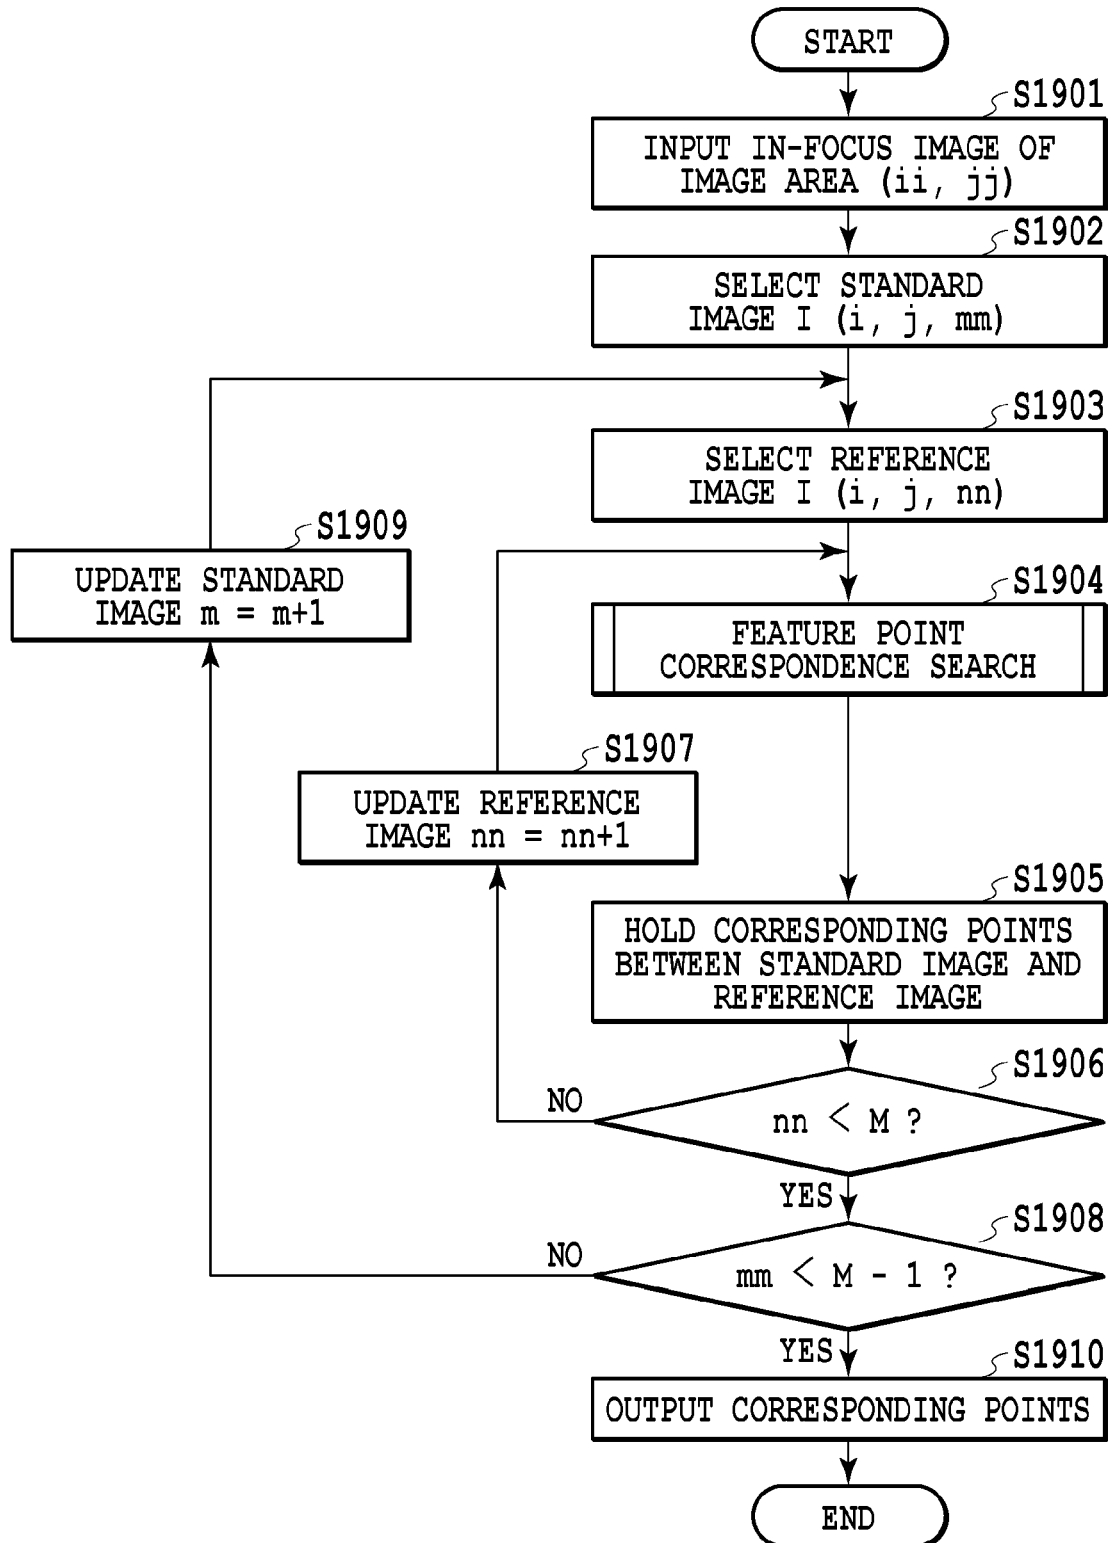 START
S1901
INPUT IN-FOCUS IMAGE OF
IMAGE AREA (ii, jj)
S1902
SELECT STANDARD
IMAGE I (i, j, mm)
S1903
SELECT REFERENCE
IMAGE I (i, j, nn)
S1909
UPDATE STANDARD
IMAGE m = m+1
S1904
FEATURE POINT
CORRESPONDENCE SEARCH
S1907
UPDATE REFERENCE
IMAGE nn = nn+1
S1905
HOLD CORRESPONDING POINTS
BETWEEN STANDARD IMAGE AND
REFERENCE IMAGE
S1906
NO
nn < M ?
YES
S1908
NO
mm < M - 1 ?
YES
S1910
OUTPUT CORRESPONDING POINTS
END